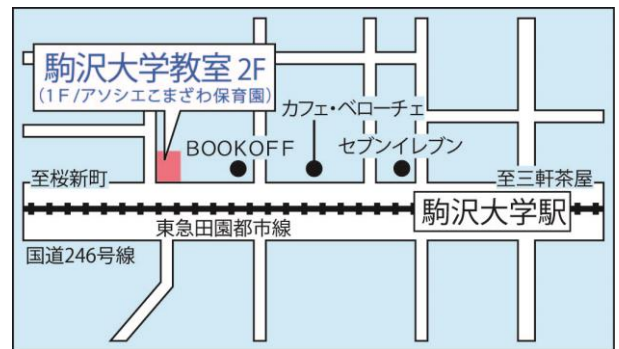 駒沢大学教室 2F
(1F/アソシエこまざわ保育園)
カフェ・ベローチェ
BOOKOFF
セブンイレブン
至桜新町
至三軒茶屋
駒沢大学駅
東急田園都市線
国道246号線